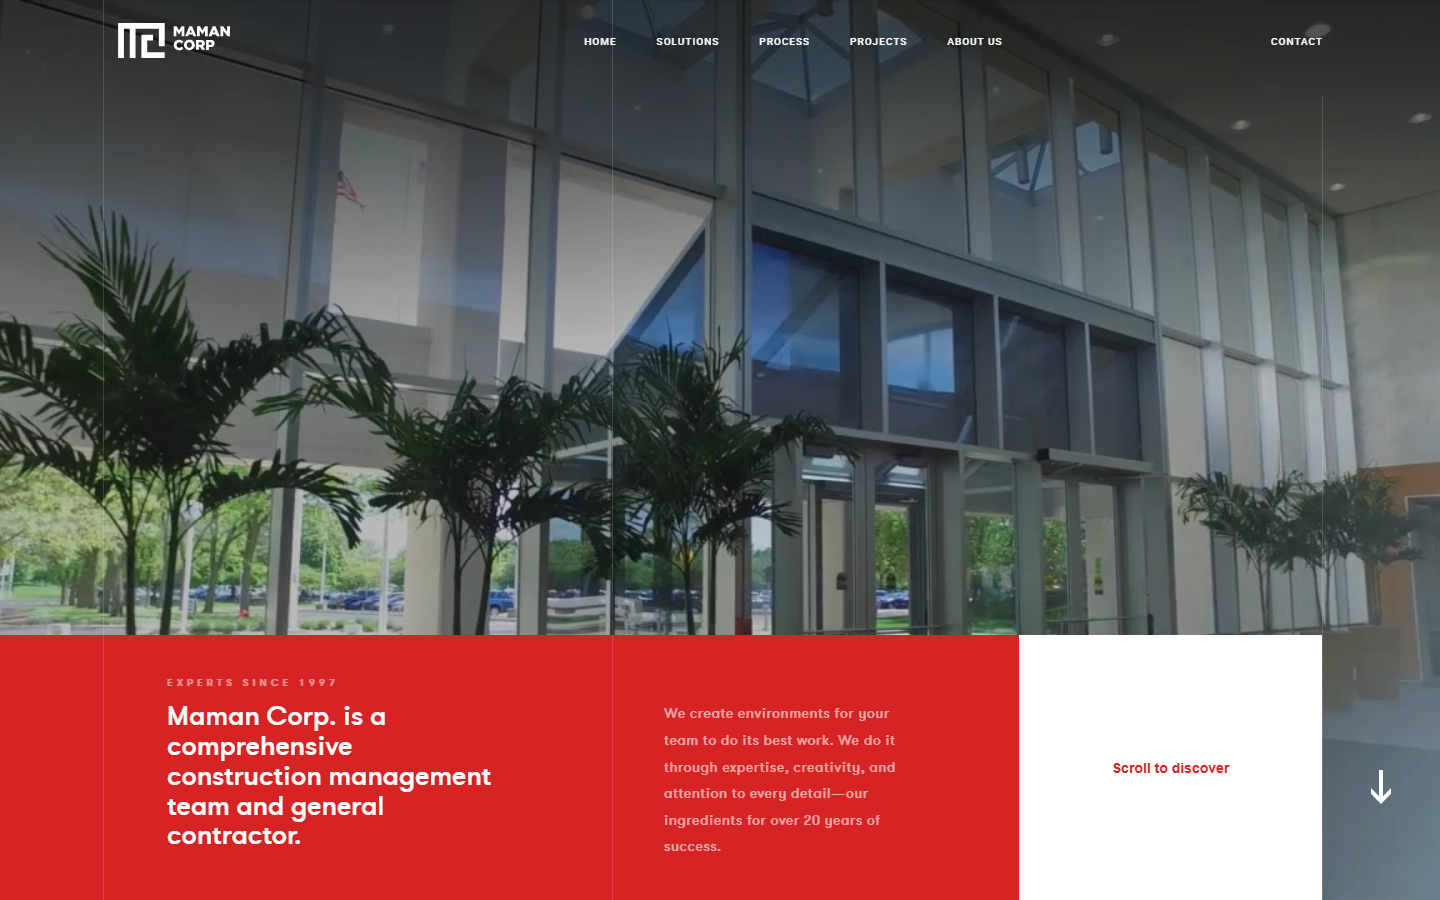 MAMAN
CORP
HOME
SOLUTIONS
PROCESS
PROJECTS
ABOUT US
CONTACT
EXPERTS SINCE 1997
Maman Corp. is a
comprehensive
construction management
team and general
contractor.
We create environments for your
team to do its best work. We do it
through expertise, creativity, and
attention to every detail—our
ingredients for over 20 years of
success.
Scroll to discover